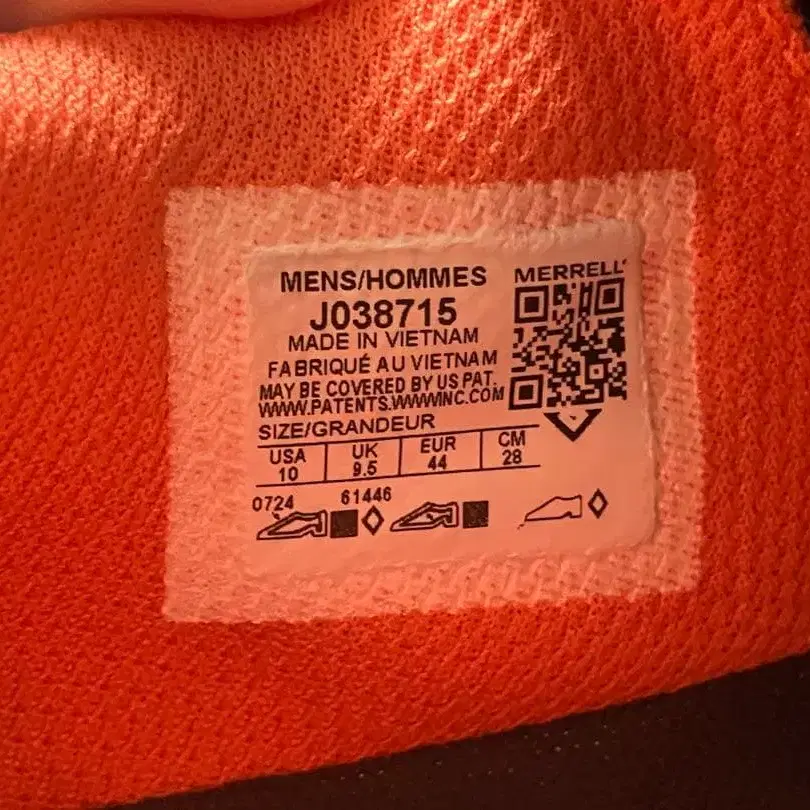 MENS/HOMMES
MERRELL
J038715
MADE IN VIETNAM
FABRIQUÉ AU VIETNAM
MAY BE COVERED BY US PAT.
WWW.PATENTS.WWWINC.COM
SIZE/GRANDEUR
USA UK EUR CM
10 9.5 44 28
0724 61446